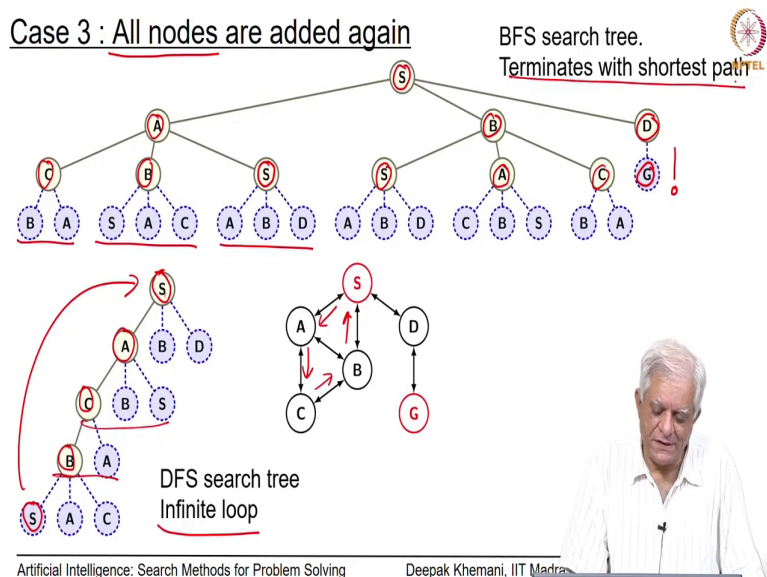 Case 3 : All nodes are added again
BFS search tree.
Terminates with shortest path
NPTEL
S
A B D
C B S S A C G !
B A S A C A B D A B D C B S B A
S
A B D
C B S
B A
S A C
S
A D
B
C G
DFS search tree
Infinite loop
Artificial Intelligence: Search Methods for Problem Solving
Deepak Khemani, IIT Madra